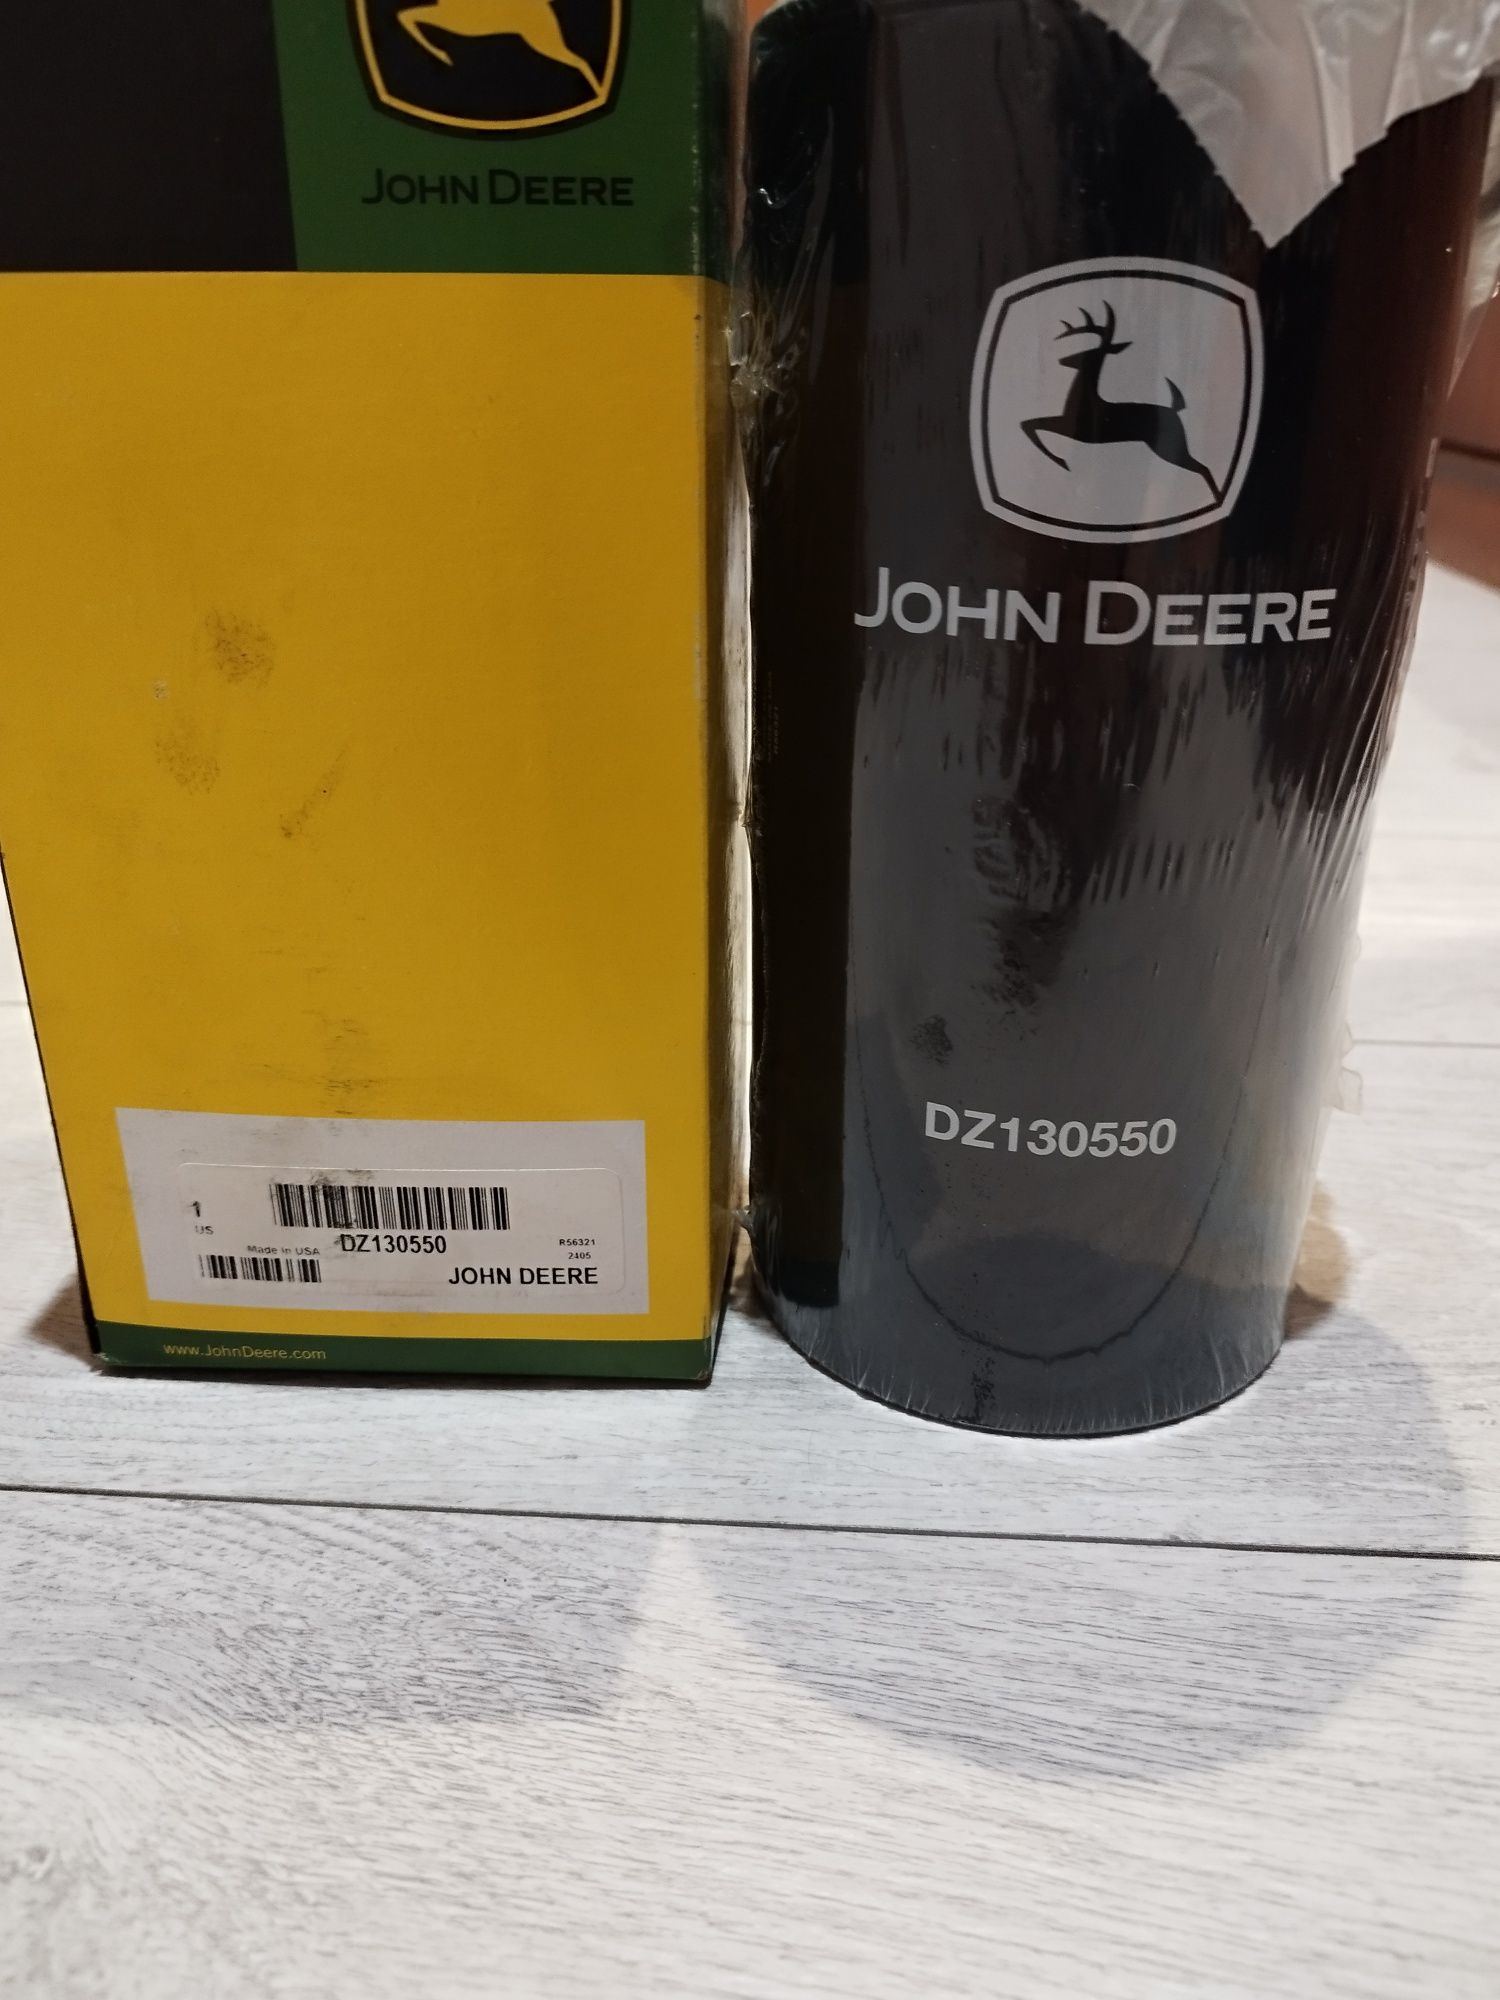 JOHN DEERE
1
US
Made in USA
DZ130550
R56321
2405
JOHN DEERE
www.JohnDeere.com
JOHN DEERE
DZ130550